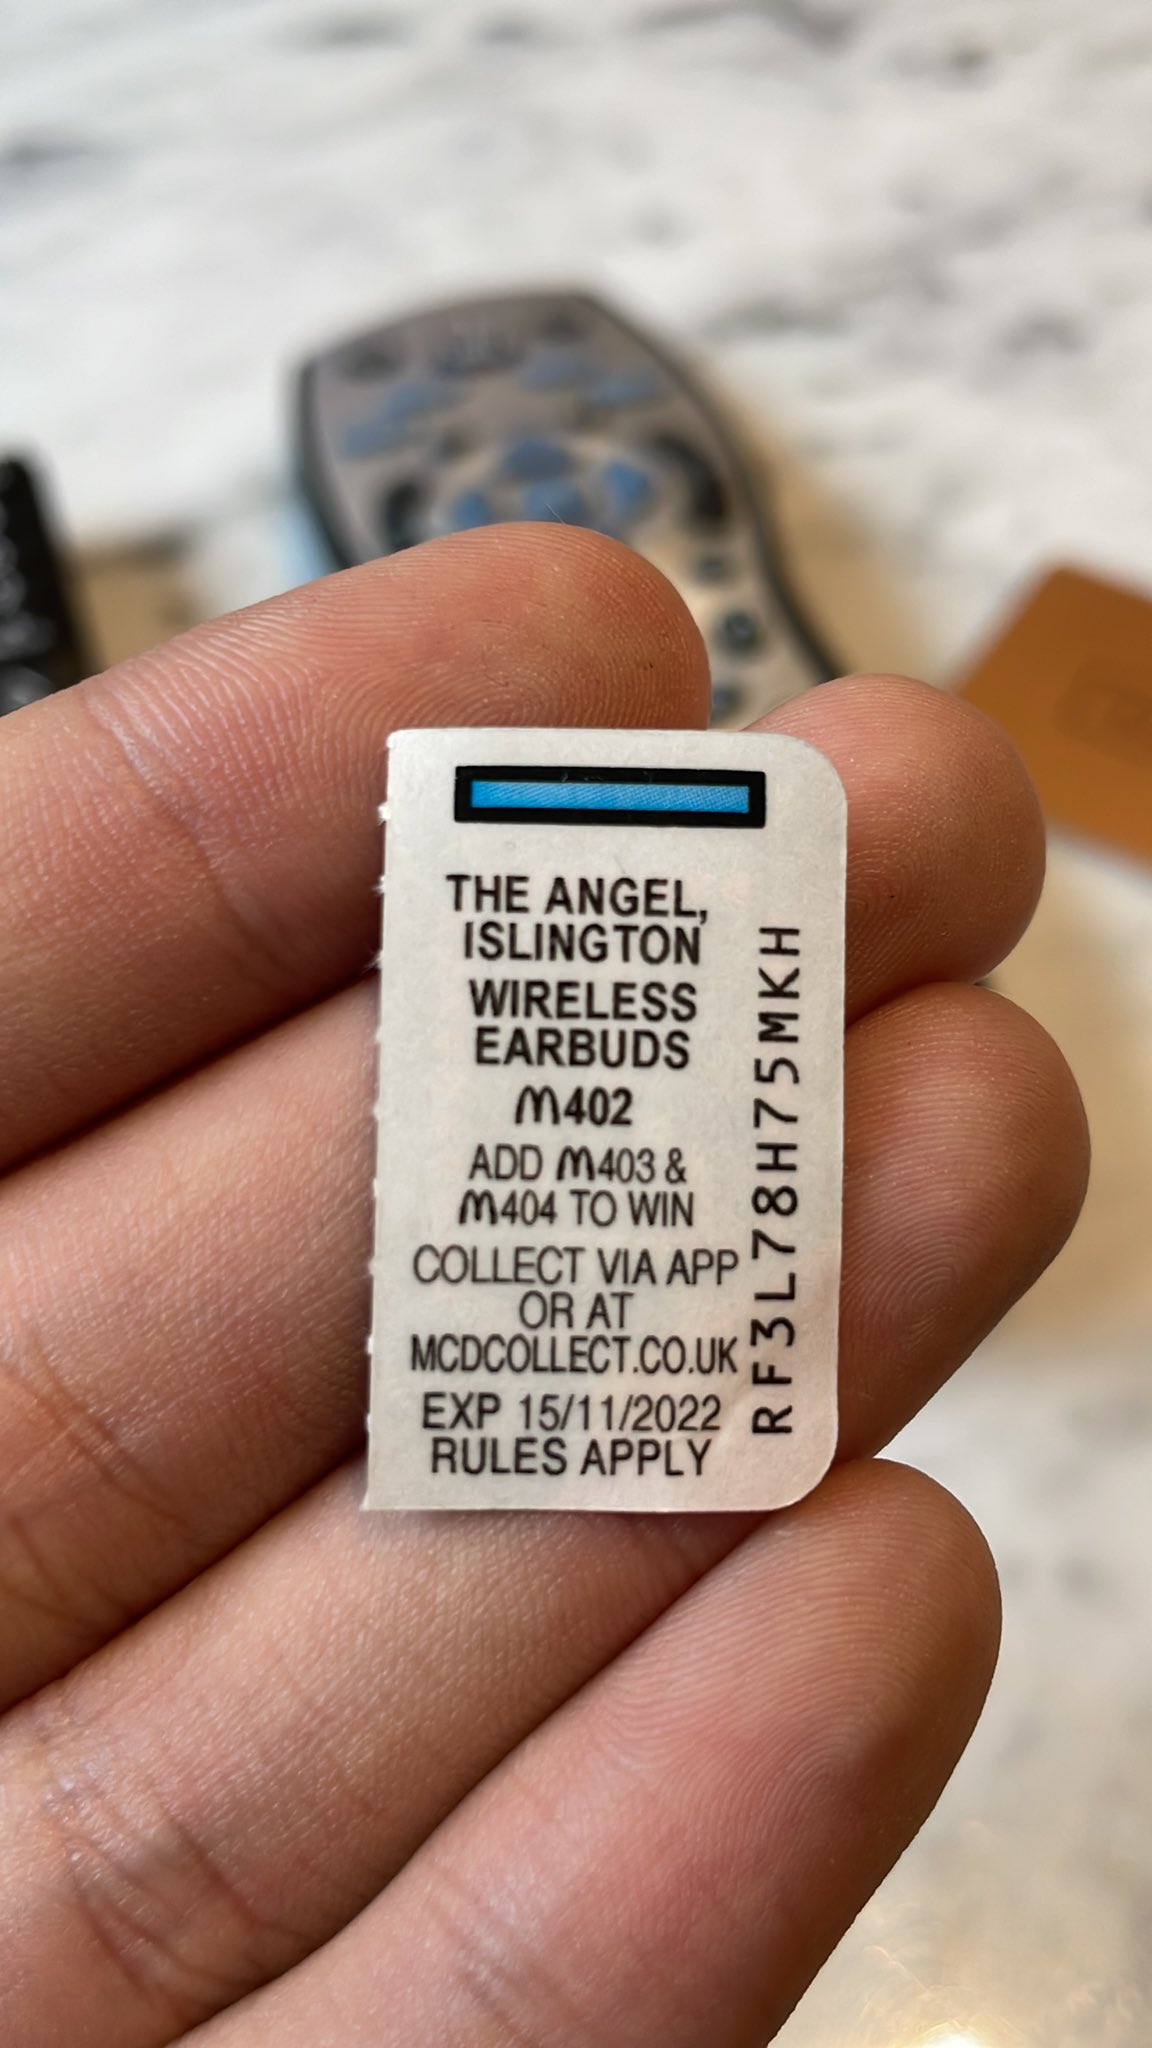 THE ANGEL,
ISLINGTON
WIRELESS
EARBUDS
M402
ADD M403 &
M404 TO WIN
COLLECT VIA APP
OR AT
MCDCOLLECT.CO.UK
EXP 15/11/2022
RULES APPLY
RF3L78H75MKH